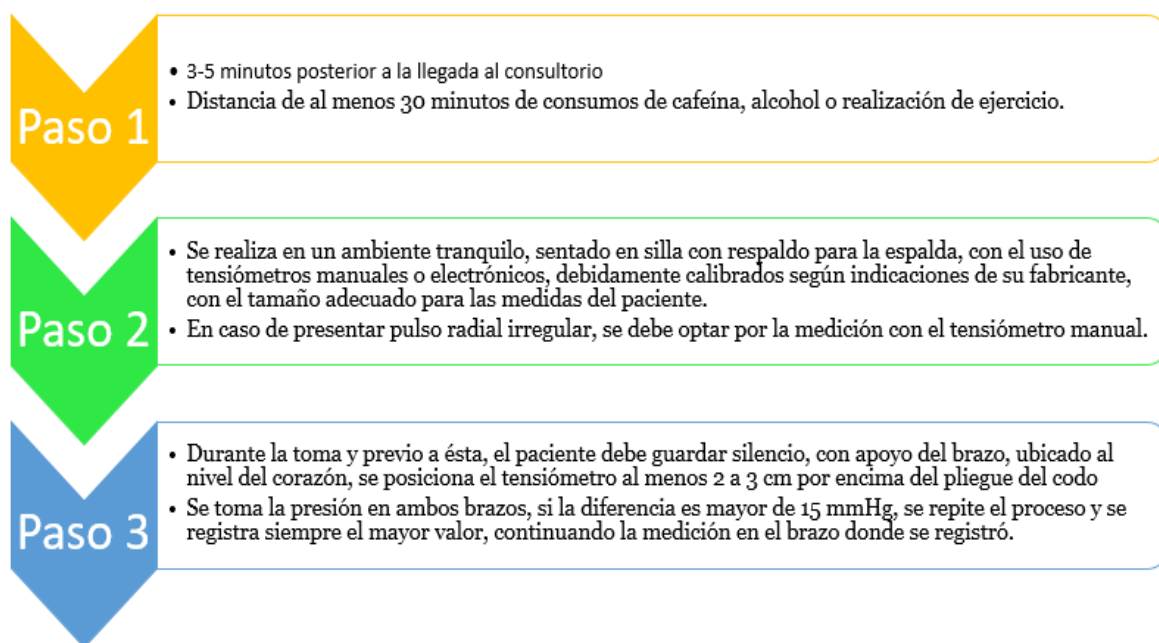 Paso 1
• 3-5 minutos posterior a la llegada al consultorio
• Distancia de al menos 30 minutos de consumos de cafeína, alcohol o realización de ejercicio.
Paso 2
• Se realiza en un ambiente tranquilo, sentado en silla con respaldo para la espalda, con el uso de
tensiómetros manuales o electrónicos, debidamente calibrados según indicaciones de su fabricante,
con el tamaño adecuado para las medidas del paciente.
• En caso de presentar pulso radial irregular, se debe optar por la medición con el tensiómetro manual.
Paso 3
• Durante la toma y previo a ésta, el paciente debe guardar silencio, con apoyo del brazo, ubicado al
nivel del corazón, se posiciona el tensiómetro al menos 2 a 3 cm por encima del pliegue del codo
• Se toma la presión en ambos brazos, si la diferencia es mayor de 15 mmHg, se repite el proceso y se
registra siempre el mayor valor, continuando la medición en el brazo donde se registró.